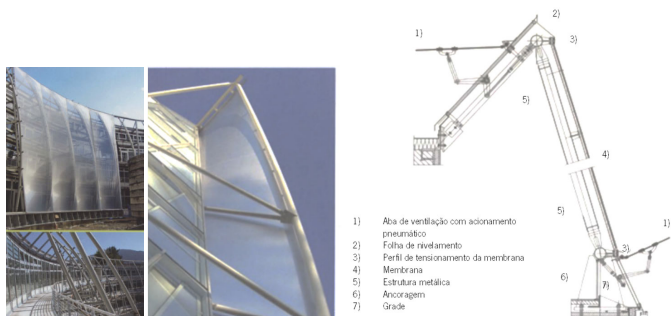 2)
1)
3)
5)
4)
5)
1)
3)
6)
7)
1) Aba de ventilação com acionamento
pneumático
2) Folha de nivelamento
3) Perfil de tensionamento da membrana
4) Membrana
5) Estrutura metálica
6) Ancoragem
7) Grade